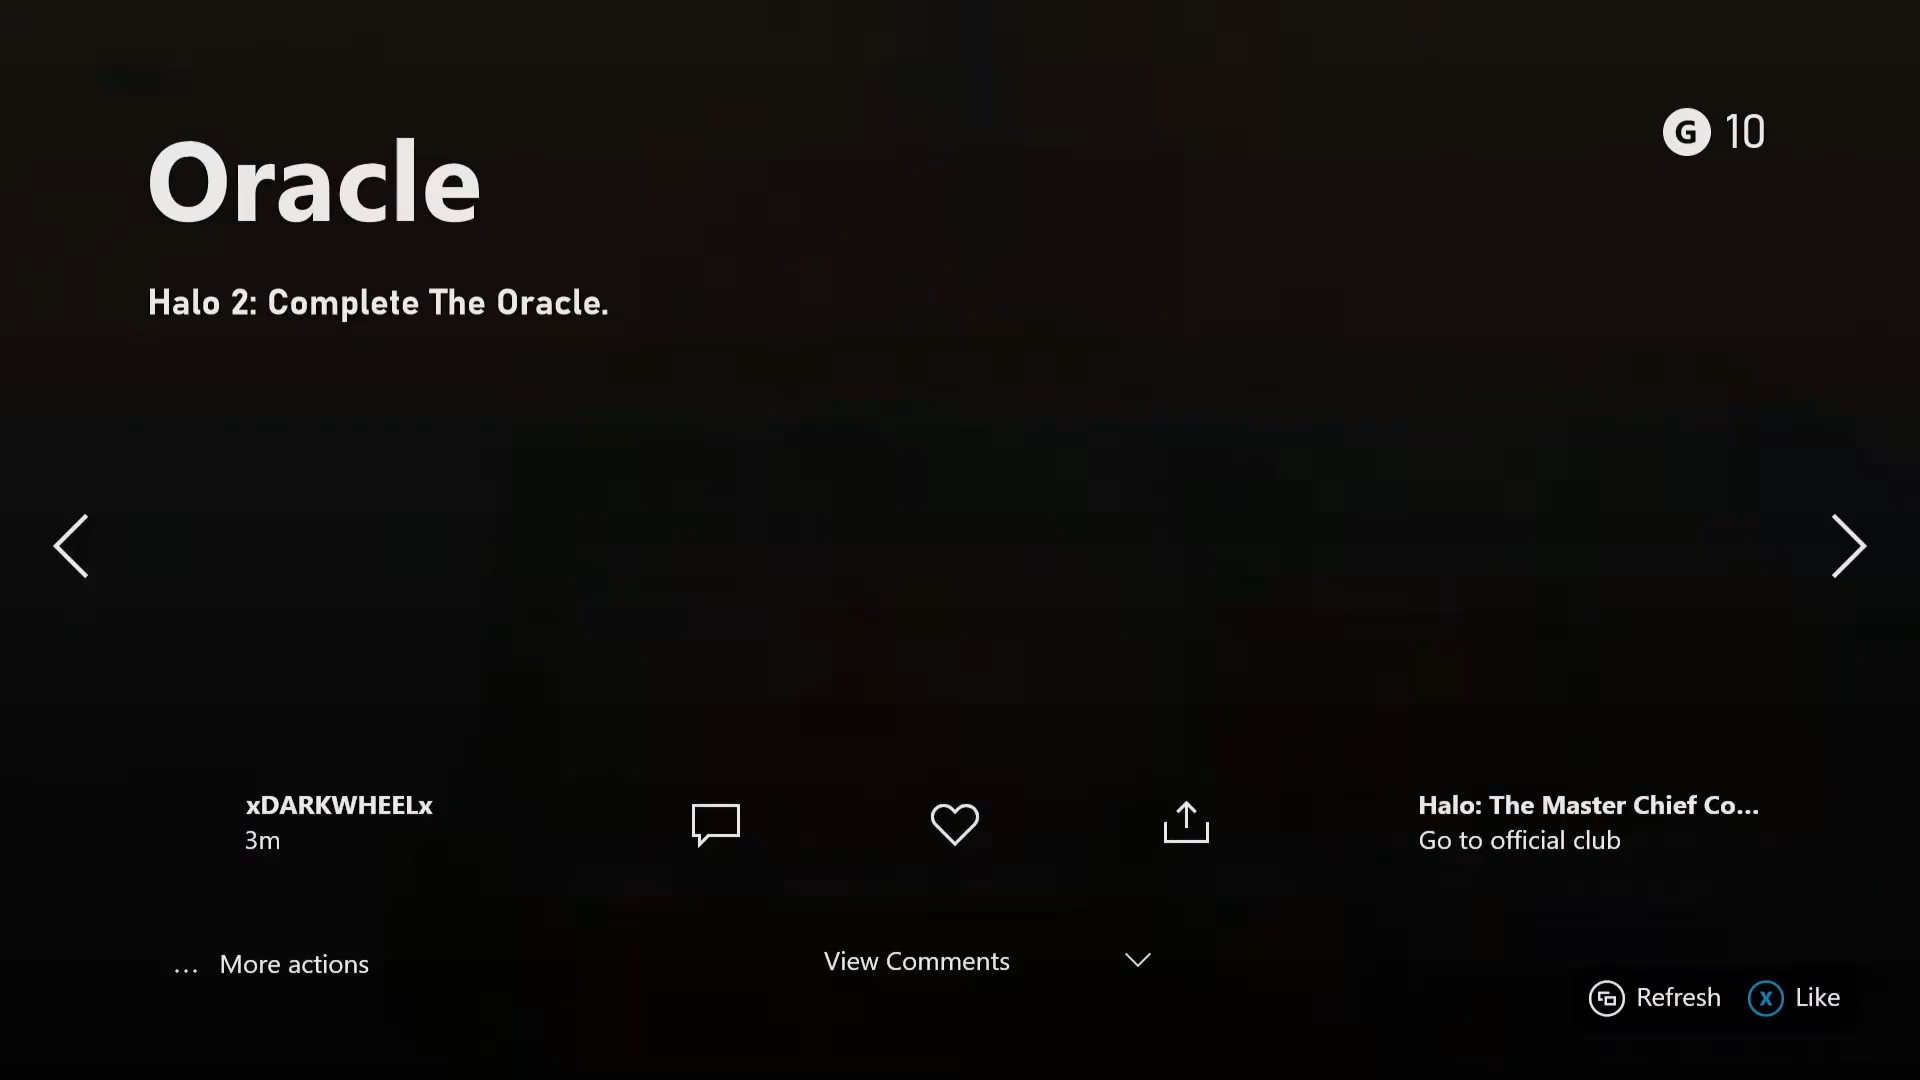 Oracle
G 10
Halo 2: Complete The Oracle.
xDARKWHEELx
3m
Halo: The Master Chief Co...
Go to official club
... More actions
View Comments
Refresh
X Like